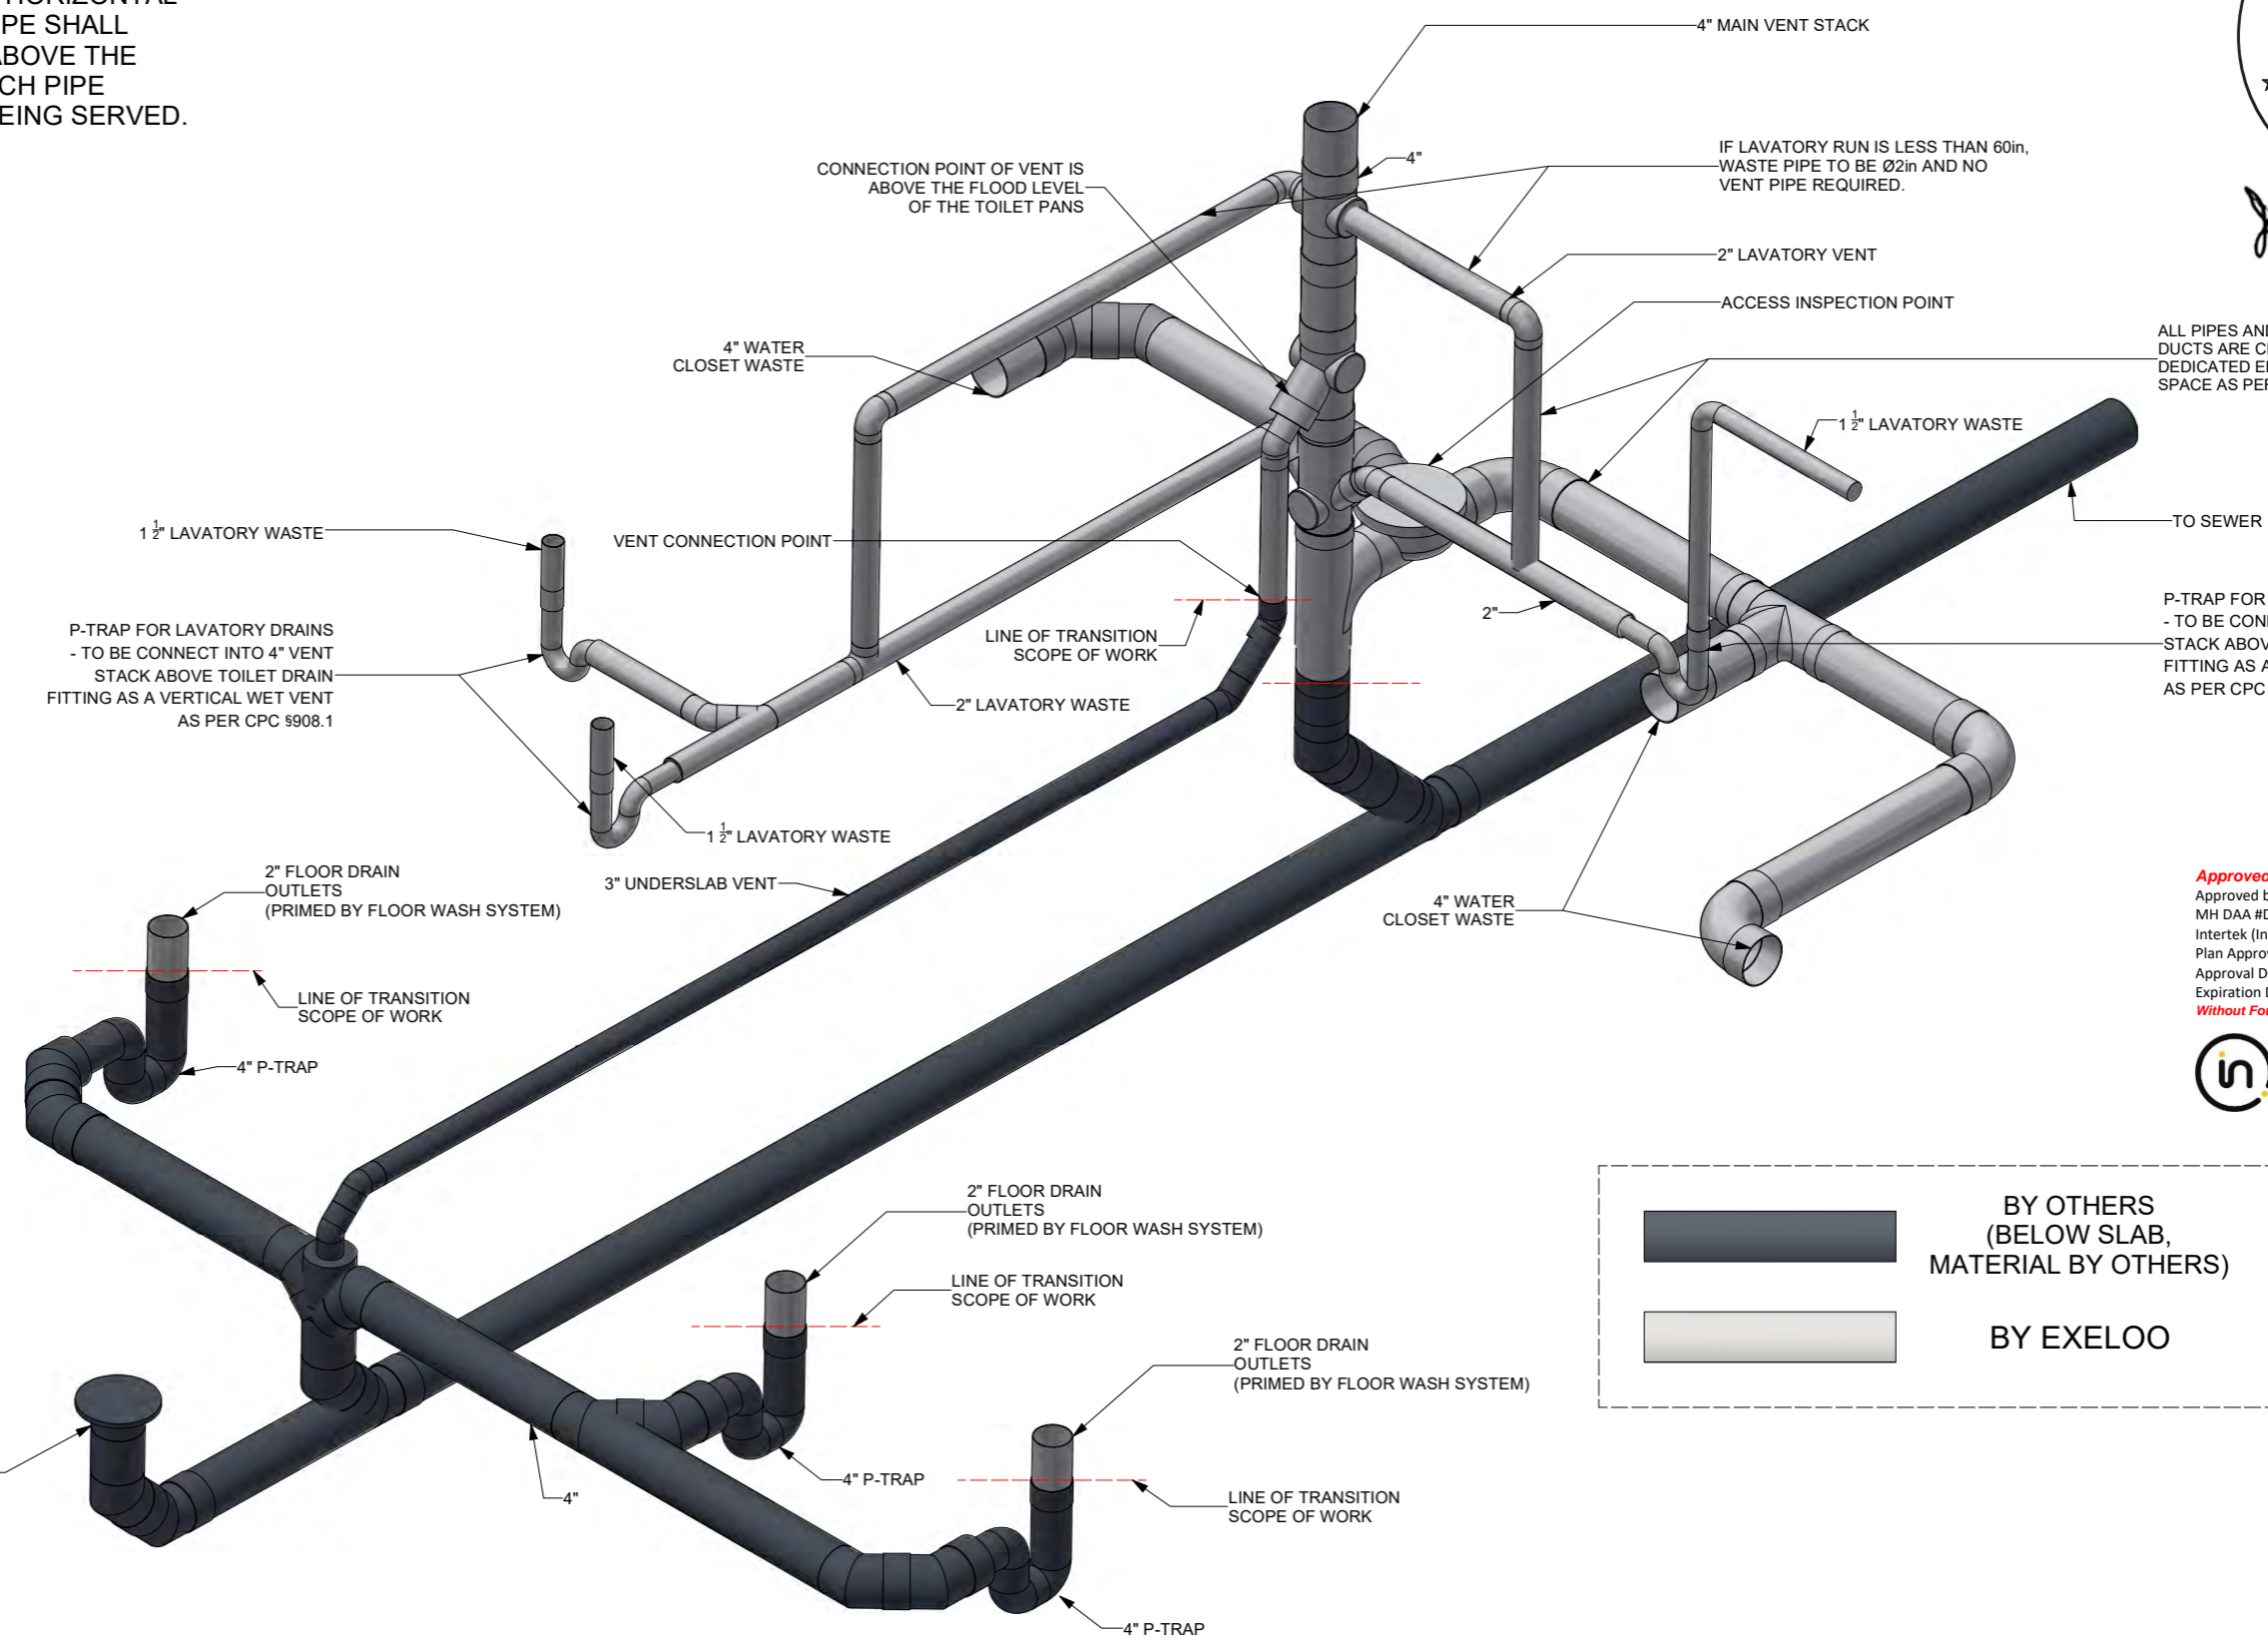 HORIZONTAL
PE SHALL
ABOVE THE
CH PIPE
EING SERVED.
4" MAIN VENT STACK
4"
IF LAVATORY RUN IS LESS THAN 60in,
WASTE PIPE TO BE Ø2in AND NO
VENT PIPE REQUIRED.
CONNECTION POINT OF VENT IS
ABOVE THE FLOOD LEVEL
OF THE TOILET PANS
2" LAVATORY VENT
ACCESS INSPECTION POINT
4" WATER
CLOSET WASTE
ALL PIPES AND
DUCTS ARE
DEDICATED
SPACE AS PER
1 1/2" LAVATORY WASTE
TO SEWER
1 1/2" LAVATORY WASTE
VENT CONNECTION POINT
P-TRAP FOR LAVATORY DRAINS
- TO BE CONNECT INTO 4" VENT
STACK ABOVE TOILET DRAIN
FITTING AS A VERTICAL WET VENT
AS PER CPC §908.1
LINE OF TRANSITION
SCOPE OF WORK
2"
P-TRAP FOR
- TO BE
STACK
FITTING AS A
AS PER CPC
2" LAVATORY WASTE
1 1/2" LAVATORY WASTE
3" UNDERSLAB VENT
4" WATER
CLOSET WASTE
2" FLOOR DRAIN
OUTLETS
(PRIMED BY FLOOR WASH SYSTEM)
LINE OF TRANSITION
SCOPE OF WORK
4" P-TRAP
Approved
Approved b
MH DAA #D
Intertek (In
Plan Approv
Approval D
Expiration D
Without Fou
in
2" FLOOR DRAIN
OUTLETS
(PRIMED BY FLOOR WASH SYSTEM)
LINE OF TRANSITION
SCOPE OF WORK
4" P-TRAP
4"
2" FLOOR DRAIN
OUTLETS
(PRIMED BY FLOOR WASH SYSTEM)
LINE OF TRANSITION
SCOPE OF WORK
4" P-TRAP
BY OTHERS
(BELOW SLAB,
MATERIAL BY OTHERS)
BY EXELOO